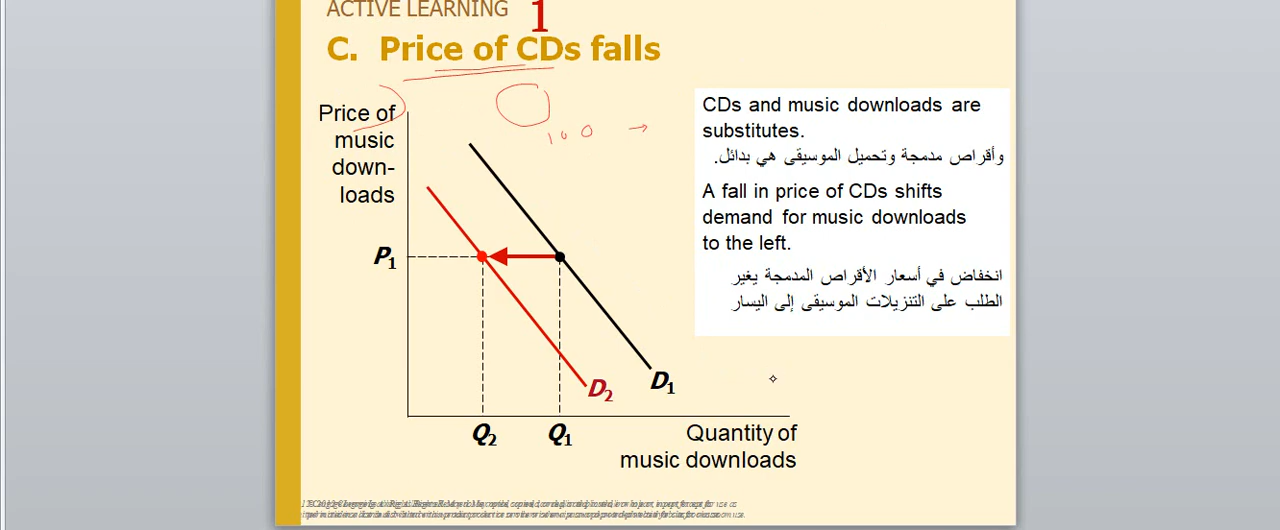 ACTIVE LEARNING 1
C. Price of CDs falls
Price of
music
down-
loads
100
CDs and music downloads are
substitutes.
وأقراص مدمجة وتحميل الموسيقى هي بدائل.
A fall in price of CDs shifts
demand for music downloads
to the left.
انخفاض في أسعار الأقراص المدمجة يغير
الطلب على التنزيلات الموسيقى إلى اليسار
P1
D2
D1
Q2
Q1
Quantity of
music downloads